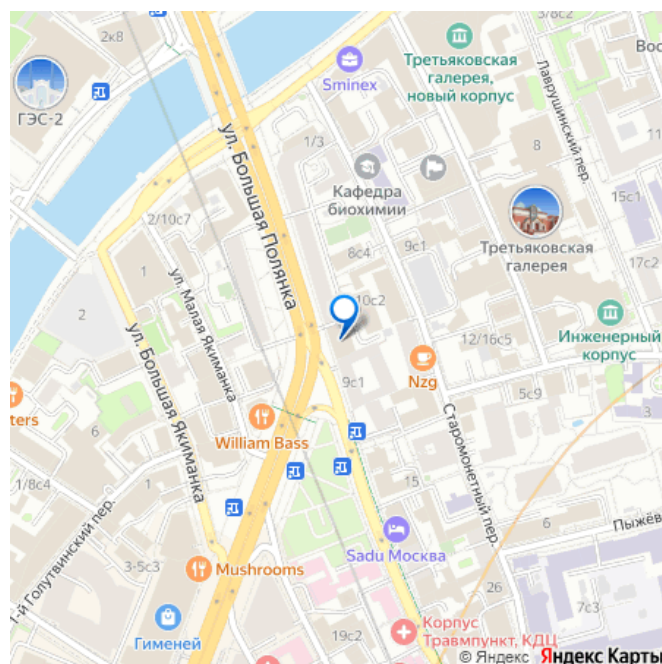 2к8
3/8с2
Вос
ГЭС-2
Sminex
Третьяковская
галерея,
новый корпус
Лаврушинский пер.
1/3
8
11
ул. Большая Полянка
Кафедра
биохимии
15с1
2/10с7
8с4
9с1
Третьяковская
галерея
17с2
1
ул. Малая Якиманка
10с2
2
ул. Большая Якиманка
12/16с5
Инженерный
корпус
9с1
Nzg
5с9
3
ters
6
William Bass
Старомонетный пер.
1/8с4
15
1-й Голутвинский пер.
6
Пыжёв
Sadu Москва
3-5с3
Mushrooms
26
7с3
Гименей
19с2
Корпус
Травмпункт, КДЦ
© Яндекс Яндекс Карты